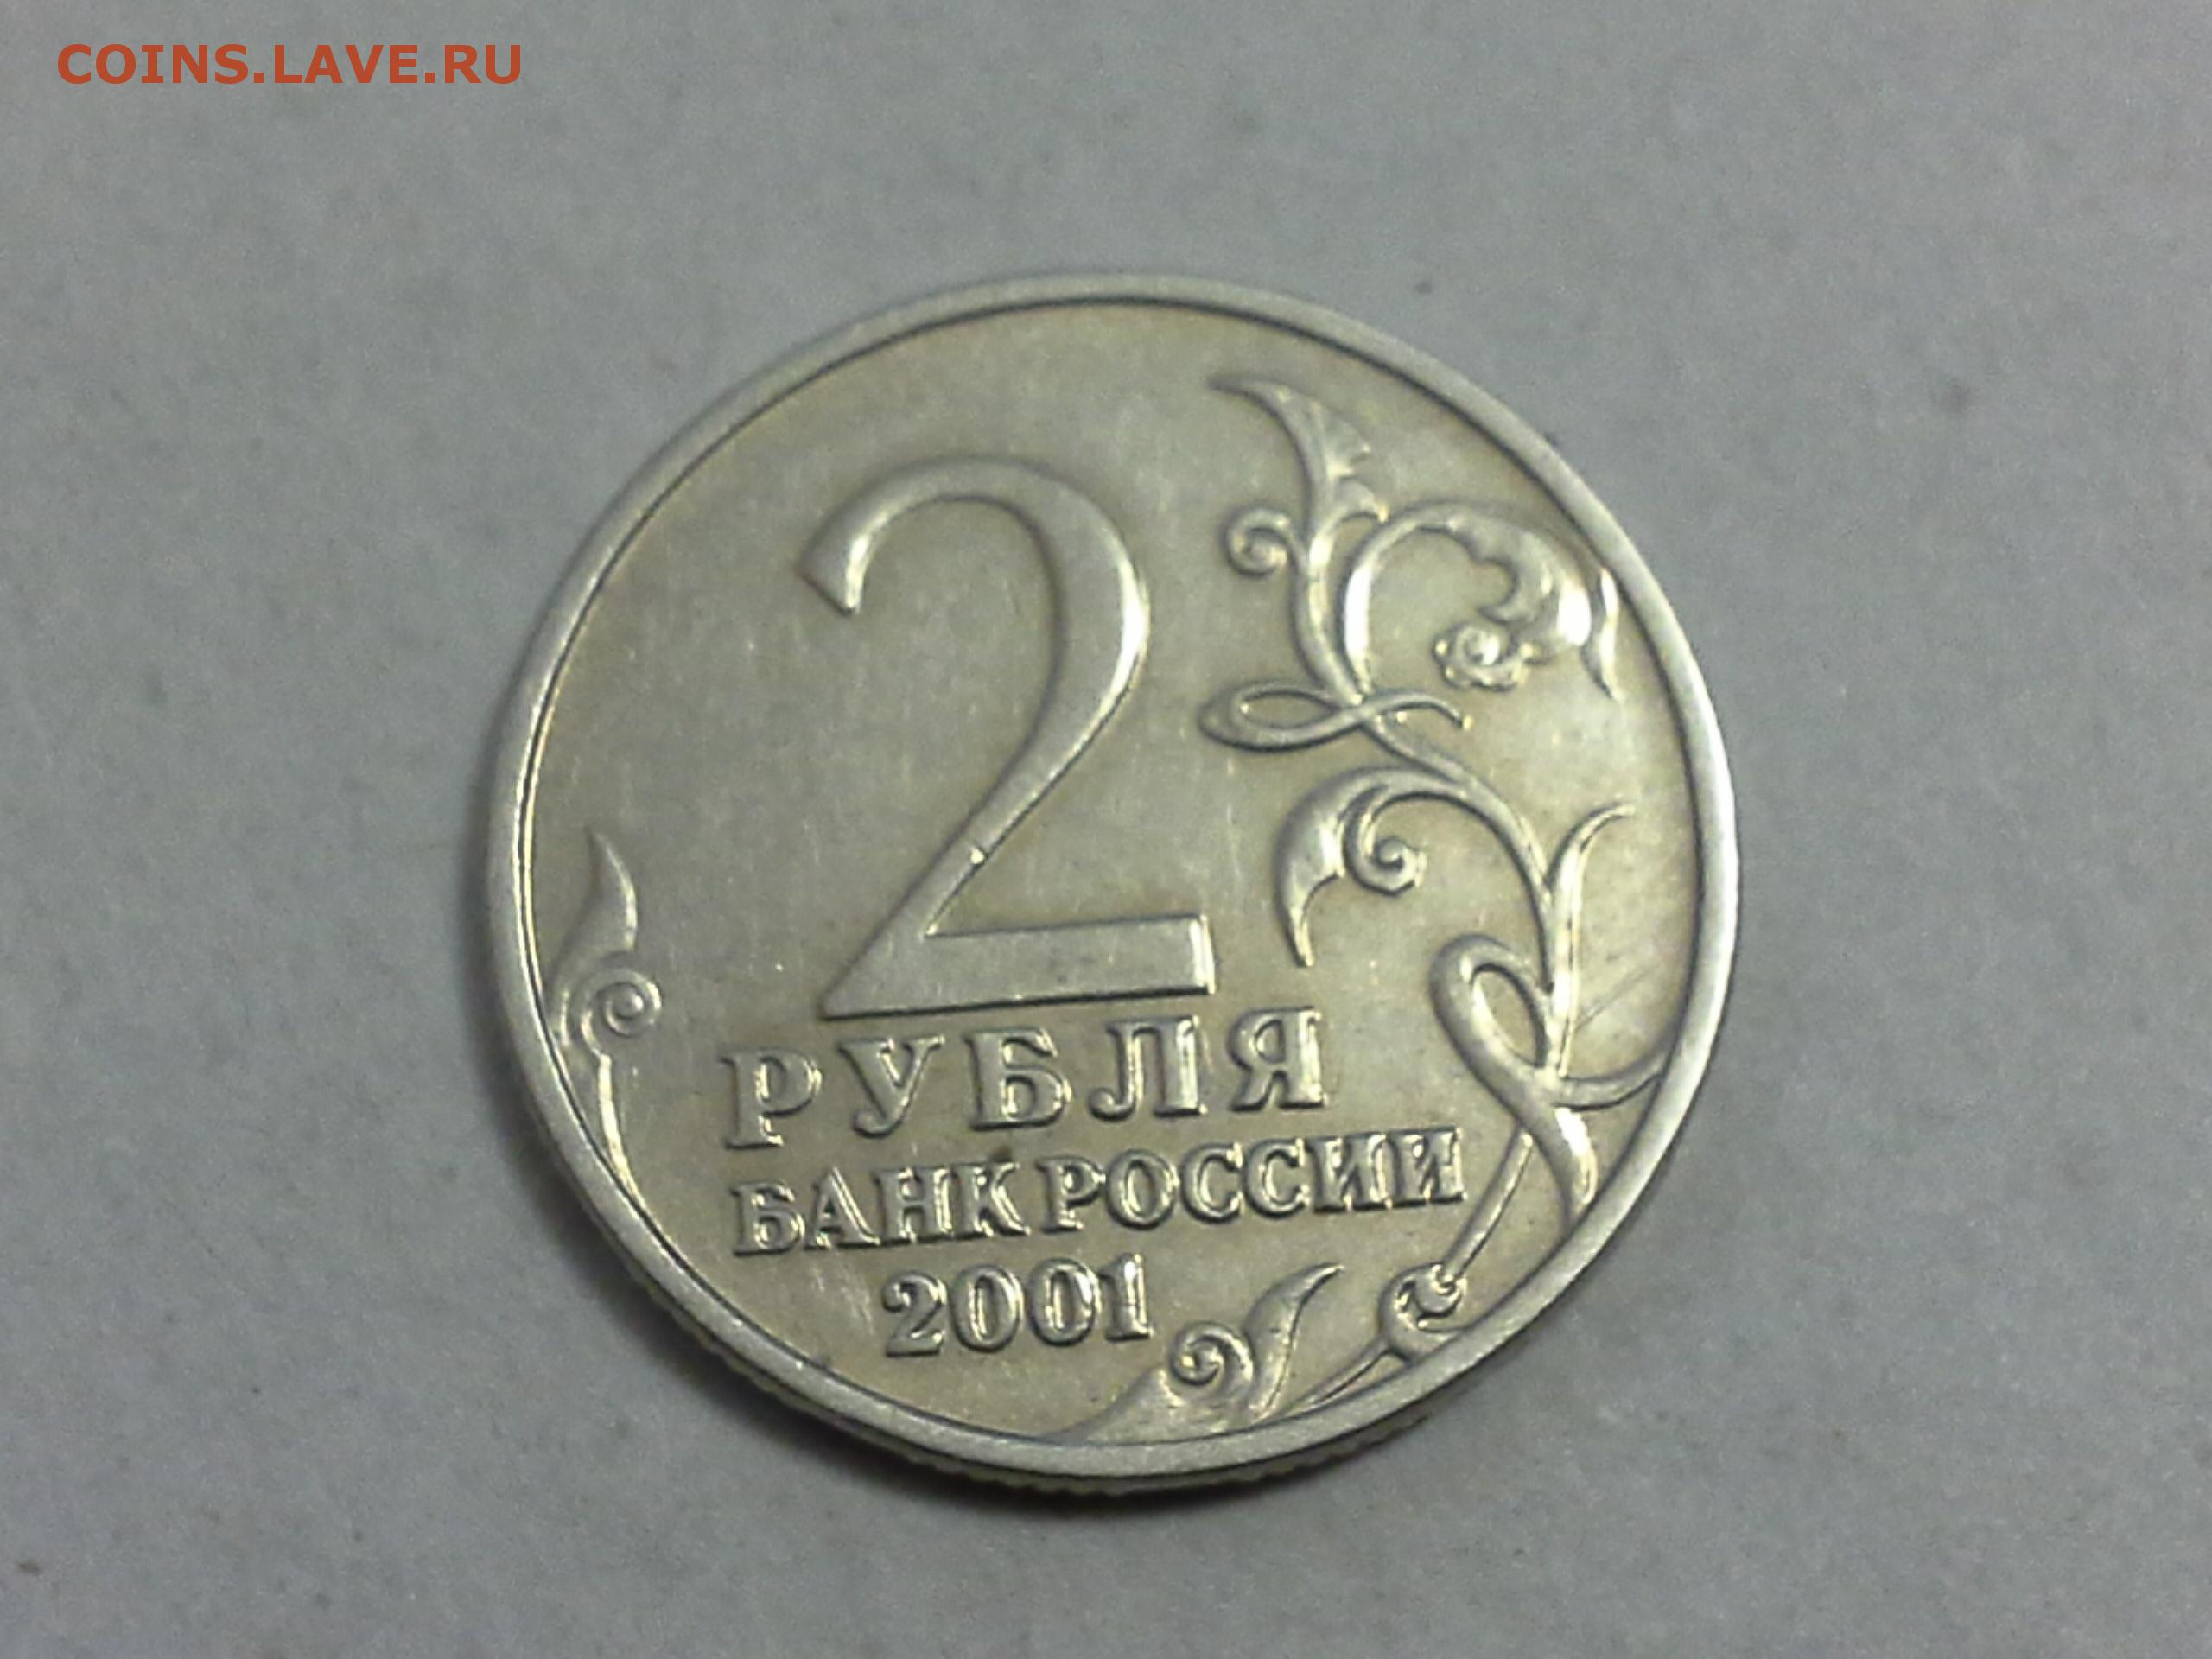 COINS.LAVE.RU
2
РУБЛЯ
БАНК РОССИИ
2001